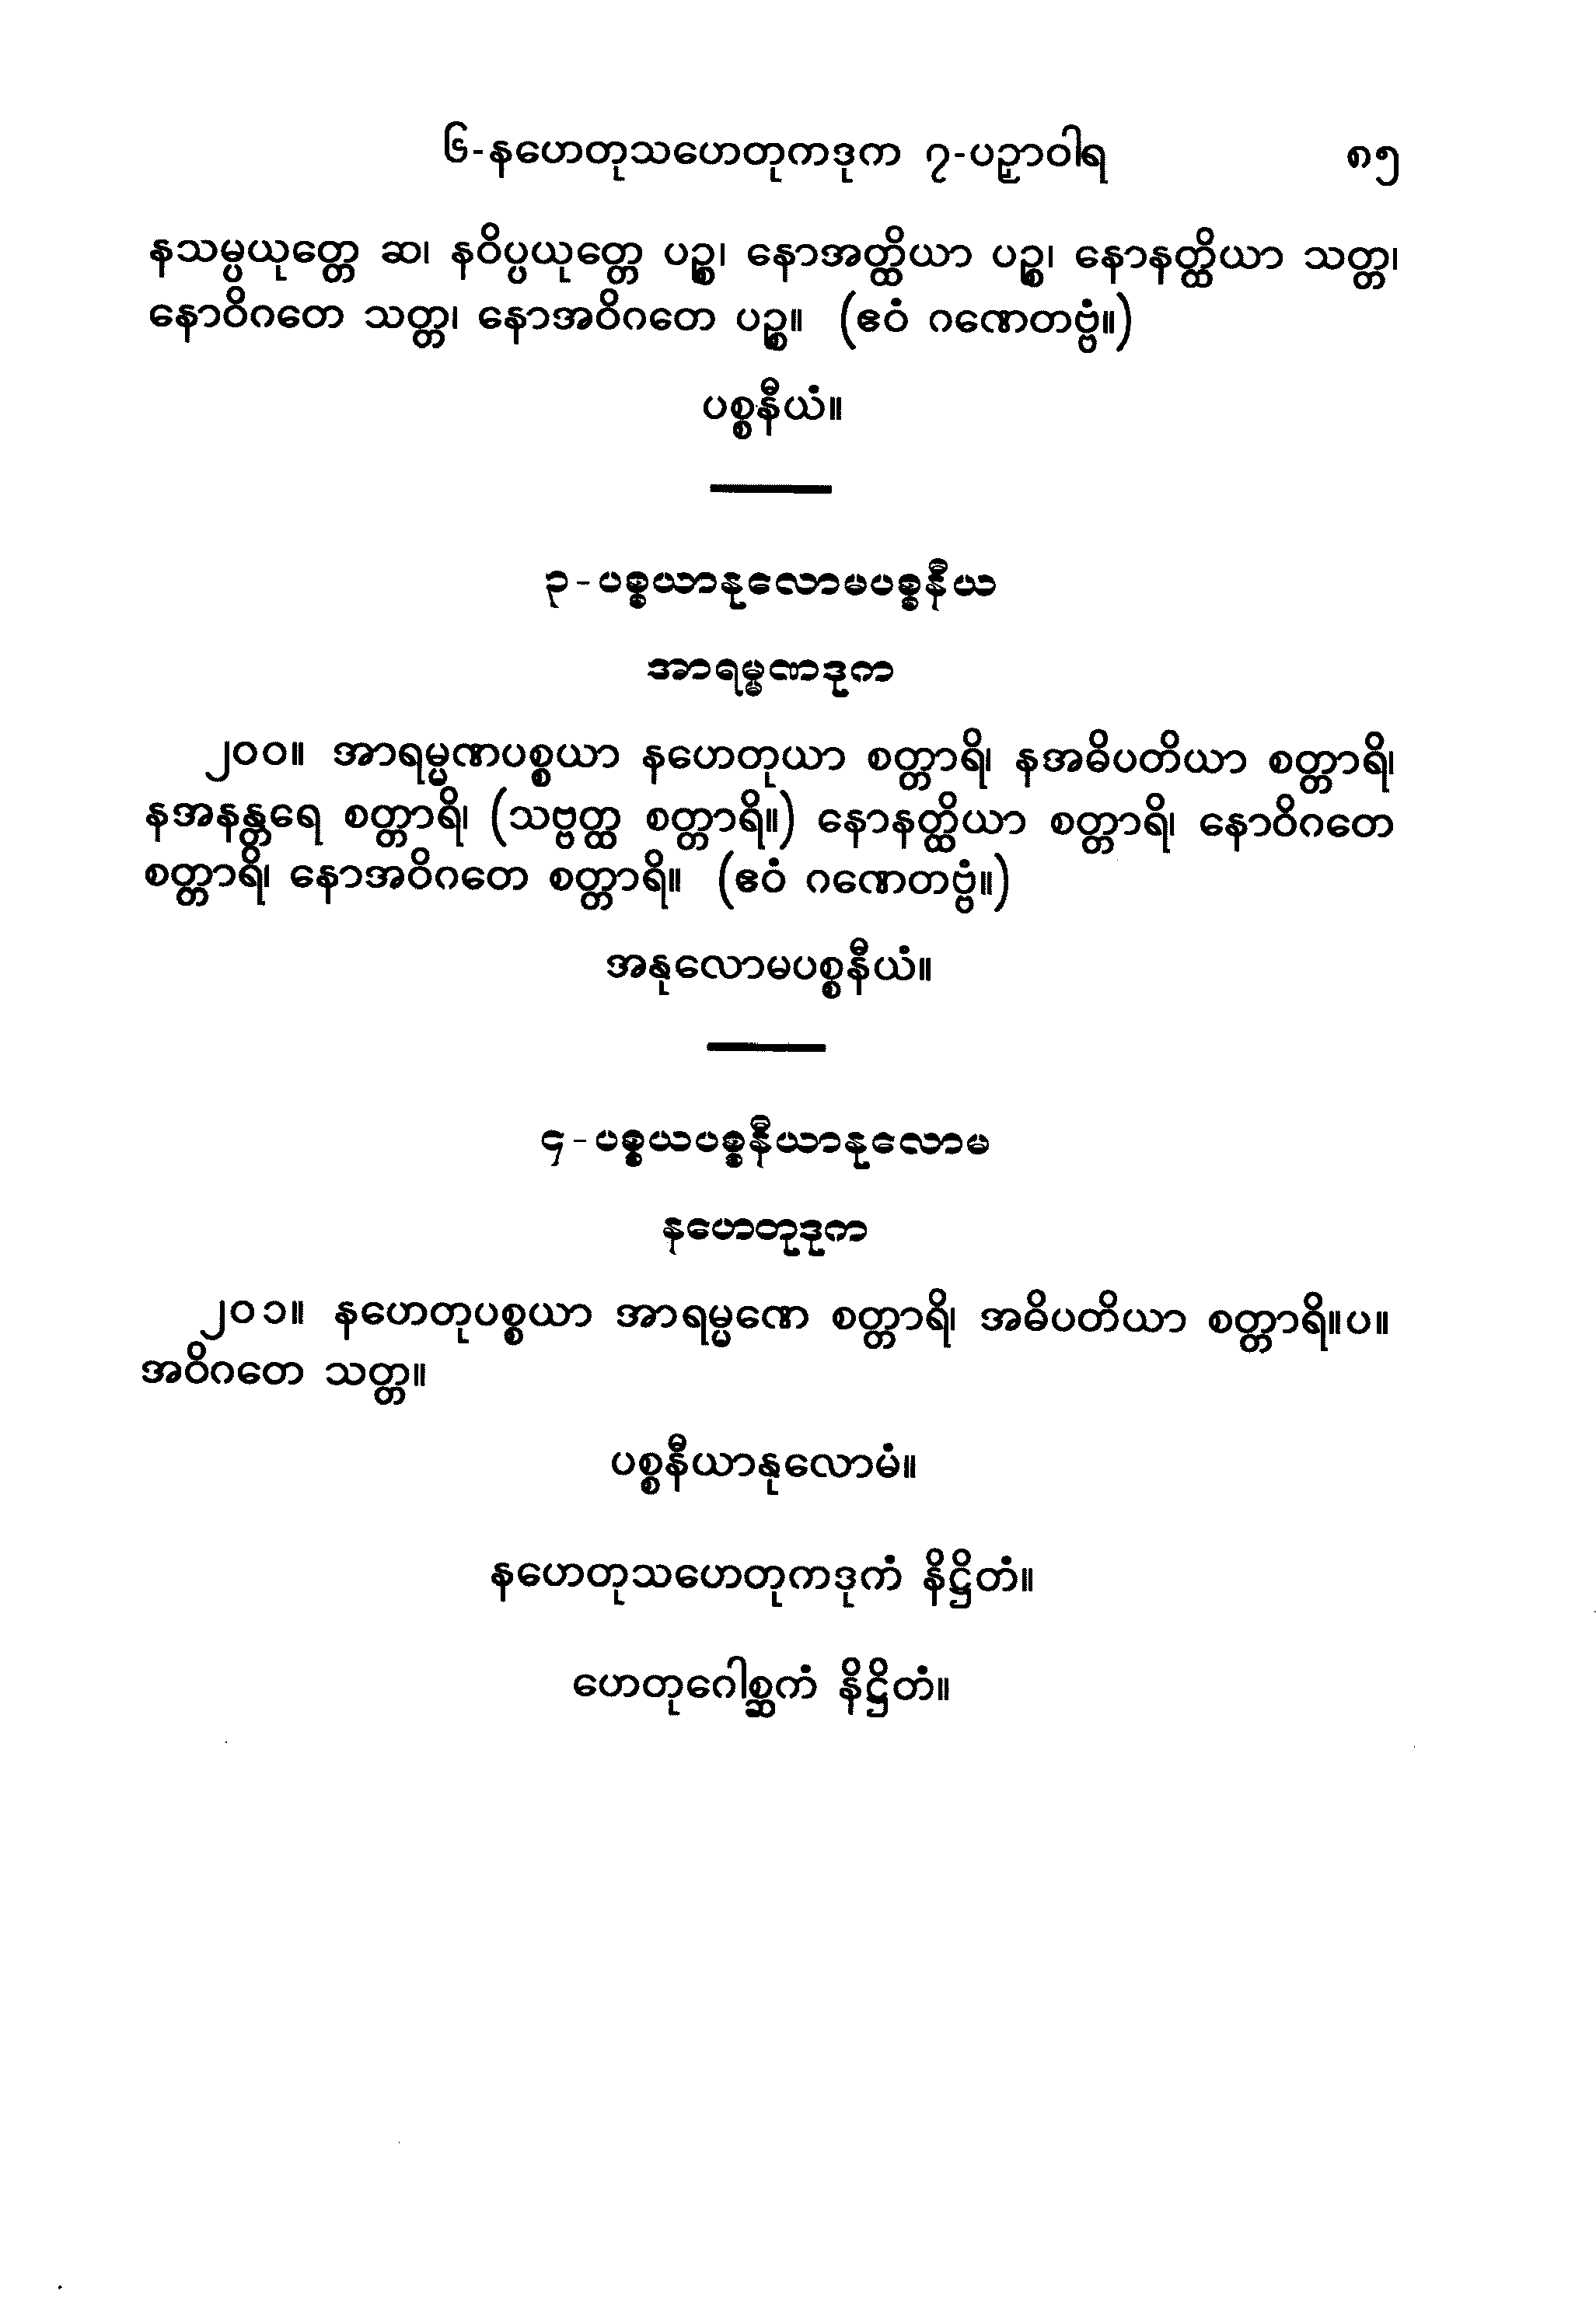 ၆-နဟေတုသဟေတုကဒုက ၇-ပဉှာဝါရ ၈၅
နသမ္ပယုတ္တေ ဆ၊ နဝိပ္ပယုတ္တေ ပဉ္စ၊ နောအတ္ထိယာ ပဉ္စ၊ နောနတ္ထိယာ သတ္တ၊
နောဝိဂတေ သတ္တ၊ နောအဝိဂတေ ပဉ္စ။ (ဧဝံ ဂဏေတဗ္ဗံ။)
ပစ္စနီယံ။
၃-ပစ္စယာနုလောမပစ္စနီယ
အာရမ္မဏဒုက
၂၀၀။ အာရမ္မဏပစ္စယာ နဟေတုယာ စတ္တာရိ၊ နအဓိပတိယာ စတ္တာရိ၊
နအနန္တရေ စတ္တာရိ၊ (သဗ္ဗတ္ထ စတ္တာရိ။) နောနတ္ထိယာ စတ္တာရိ၊ နောဝိဂတေ
စတ္တာရိ၊ နောအဝိဂတေ စတ္တာရိ။ (ဧဝံ ဂဏေတဗ္ဗံ။)
အနုလောမပစ္စနီယံ။
၄-ပစ္စယပစ္စနီယာနုလောမ
နဟေတုဒုက
၂၀၁။ နဟေတုပစ္စယာ အာရမ္မဏေ စတ္တာရိ၊ အဓိပတိယာ စတ္တာရိ။ပ။
အဝိဂတေ သတ္တ။
ပစ္စနီယာနုလောမံ။
နဟေတုသဟေတုကဒုကံ နိဋ္ဌိတံ။
ဟေတုဂေါစ္ဆကံ နိဋ္ဌိတံ။